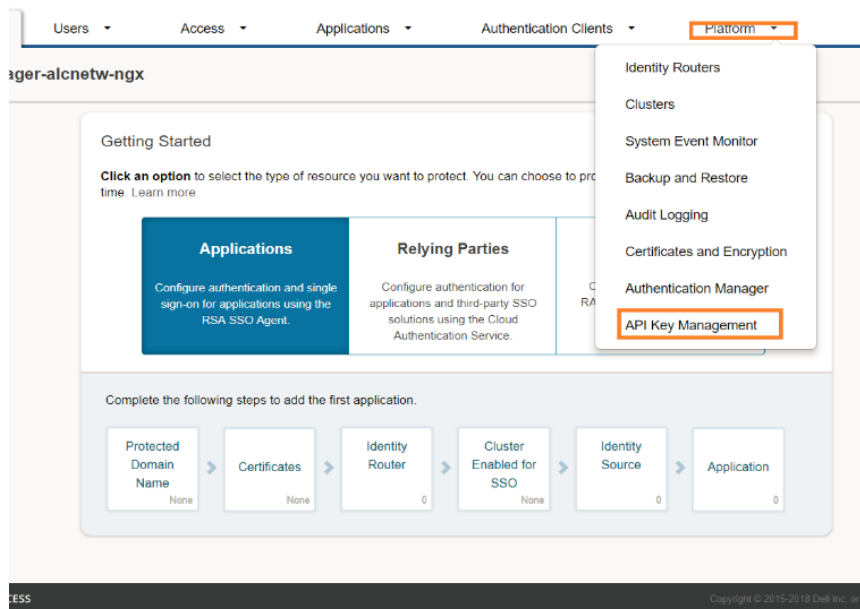 Users
Access
Applications
Authentication Clients
Platform
ager-alcnetw-ngx
Identity Routers
Clusters
System Event Monitor
Backup and Restore
Audit Logging
Certificates and Encryption
Authentication Manager
API Key Management
Getting Started
Click an option to select the type of resource you want to protect. You can choose to pro
time. Learn more.
Applications
Configure authentication and single
sign-on for applications using the
RSA SSO Agent.
Relying Parties
Configure authentication for
applications and third-party SSO
solutions using the Cloud
Authentication Service.
C
RA
Complete the following steps to add the first application.
Protected
Domain
Name
None
Certificates
None
Identity
Router
0
Cluster
Enabled for
SSO
None
Identity
Source
0
Application
0
CESS
Copyright © 2015-2018 Dell Inc. or